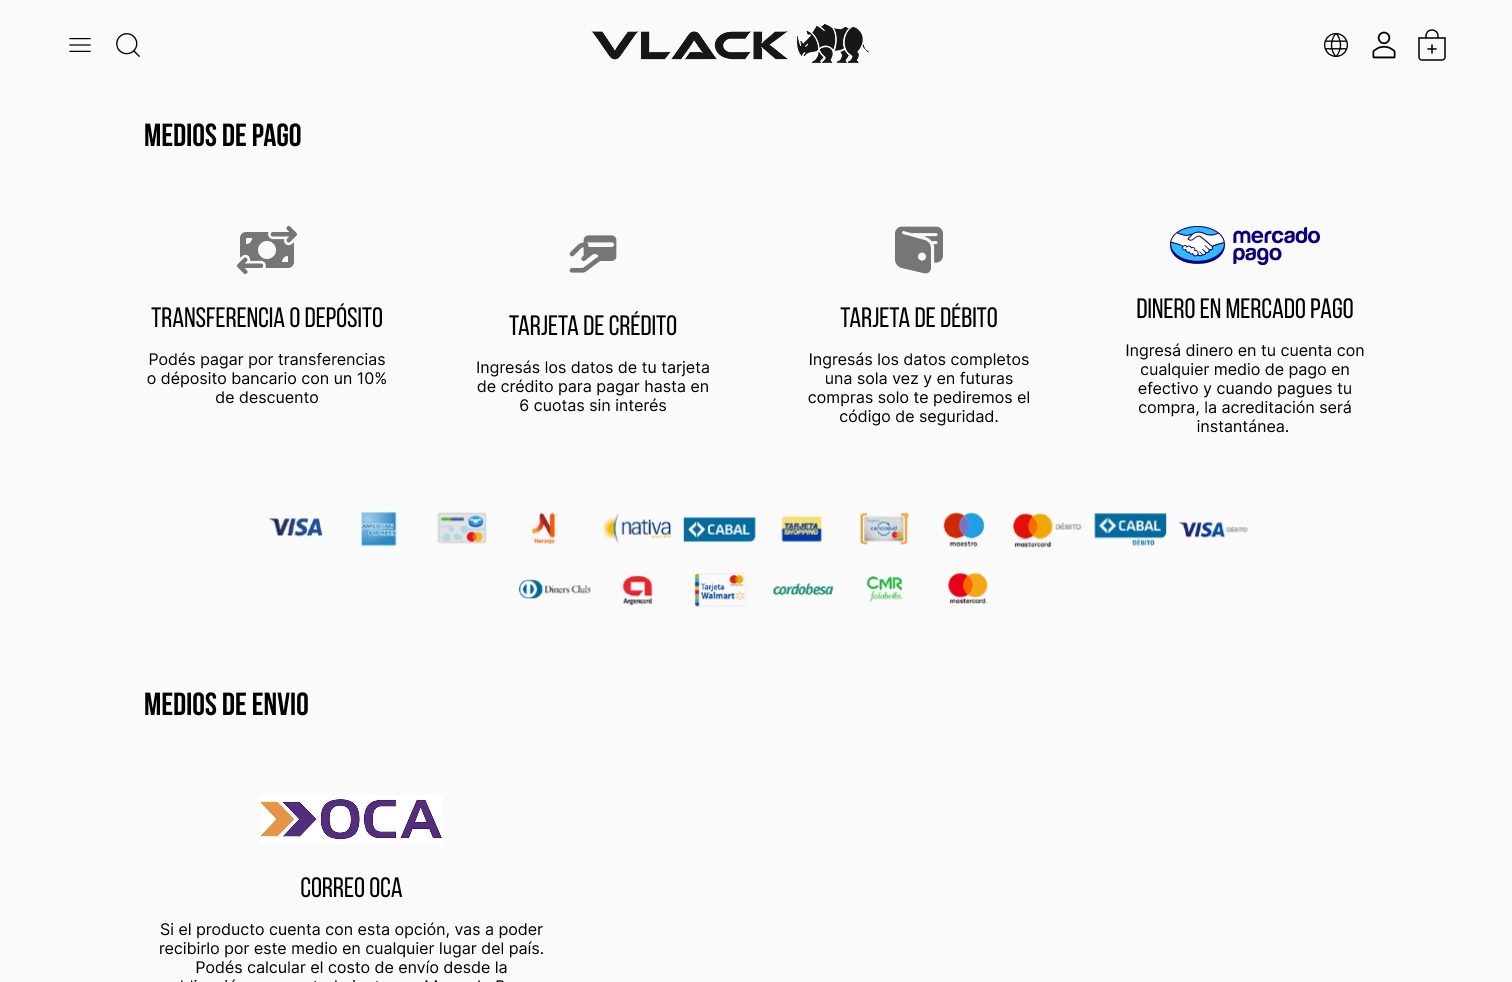 VLACK
MEDIOS DE PAGO
mercado
pago
TRANSFERENCIA O DEPÓSITO
Podés pagar por transferencias
o déposito bancario con un 10%
de descuento
TARJETA DE CRÉDITO
Ingresás los datos de tu tarjeta
de crédito para pagar hasta en
6 cuotas sin interés
TARJETA DE DÉBITO
Ingresás los datos completos
una sola vez y en futuras
compras solo te pediremos el
código de seguridad.
DINERO EN MERCADO PAGO
Ingresá dinero en tu cuenta con
cualquier medio de pago en
efectivo y cuando pagues tu
compra, la acreditación será
instantánea.
VISA
AMERICAN
EXPRESS
Naranja
nativa
CABAL
TARJETA
SHOPPING
cencosud
maestro
mastercard
DÉBITO
CABAL
DÉBITO
VISA DÉBITO
Diners Club
Argencard
Tarjeta
Walmart
cordobesa
CMR
falabella.
mastercard
MEDIOS DE ENVIO
OCA
CORREO OCA
Si el producto cuenta con esta opción, vas a poder
recibirlo por este medio en cualquier lugar del país.
Podés calcular el costo de envío desde la